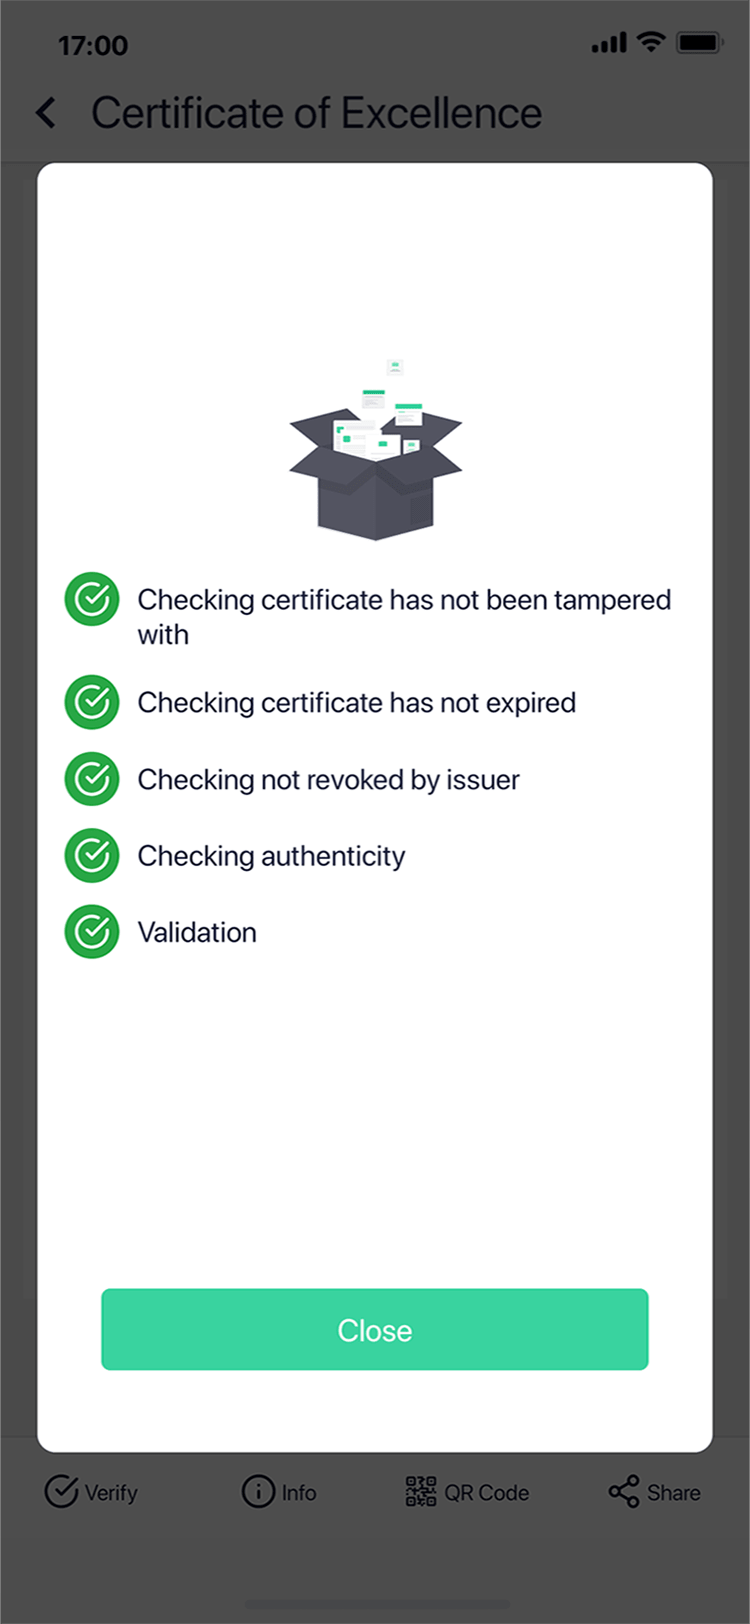 17:00
Certificate of Excellence
Checking certificate has not been tampered
with
Checking certificate has not expired
Checking not revoked by issuer
Checking authenticity
Validation
Close
Verify
Info
QR Code
Share